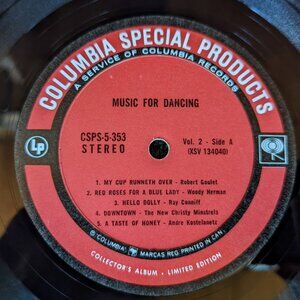 COLUMBIA SPECIAL PRODUCTS
A SERVICE OF COLUMBIA RECORDS
LP
MUSIC FOR DANCING
CSPS-5-353
STEREO
Vol. 2 - Side A
(XSV 134040)
1. MY CUP RUNNETH OVER - Robert Goulet
2. RED ROSES FOR A BLUE LADY - Woody Herman
3. HELLO DOLLY - Ray Conniff
4. DOWNTOWN - The New Christy Minstrels
5. A TASTE OF HONEY - Andre Kostelanetz
® "COLUMBIA", MARCAS REG. PRINTED IN CAN.
COLLECTOR'S ALBUM - LIMITED EDITION